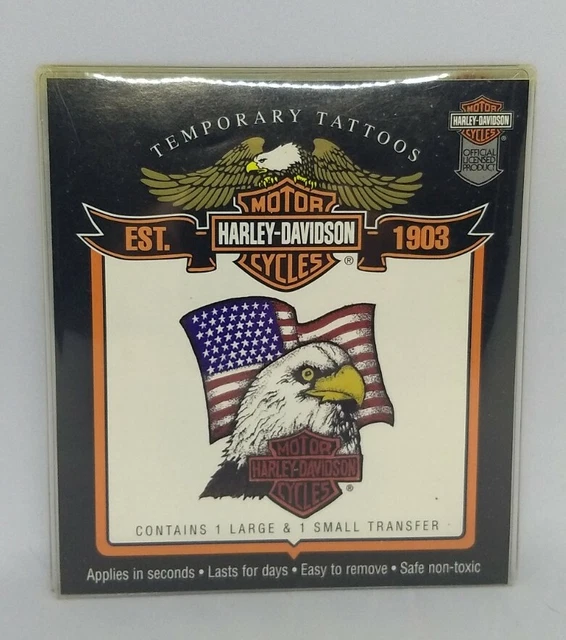 TEMPORARY TATTOOS
MOTOR
HARLEY-DAVIDSON
CYCLES®
OFFICIAL
LICENSED
PRODUCT
MOTOR
EST. HARLEY-DAVIDSON 1903
CYCLES®
MOTOR
HARLEY-DAVIDSON
CYCLES®
CONTAINS 1 LARGE & 1 SMALL TRANSFER
Applies in seconds • Lasts for days • Easy to remove • Safe non-toxic